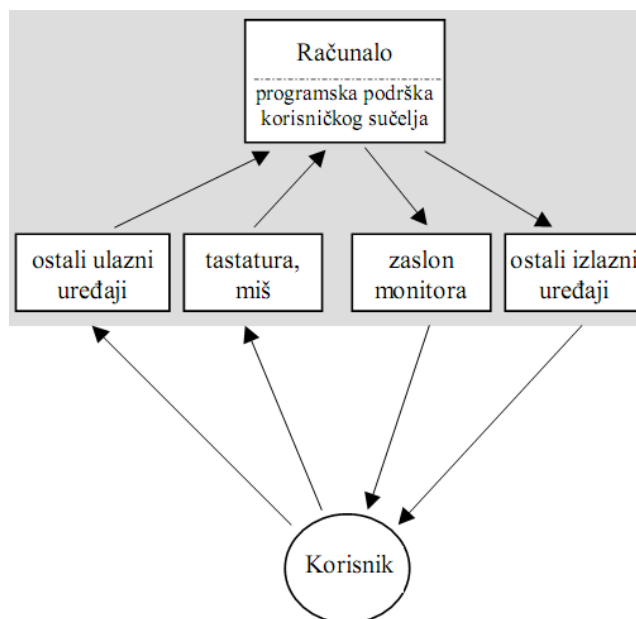 Računalo
programska podrška
korisničkog sučelja
ostali ulazni
uređaji
tastatura,
miš
zaslon
monitora
ostali izlazni
uređaji
Korisnik